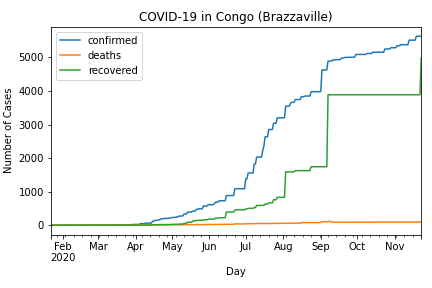 COVID-19 in Congo (Brazzaville)
confirmed
deaths
recovered
Number of Cases
5000
4000
3000
2000
1000
0
Feb Mar Apr May Jun Jul Aug Sep Oct Nov
2020
Day